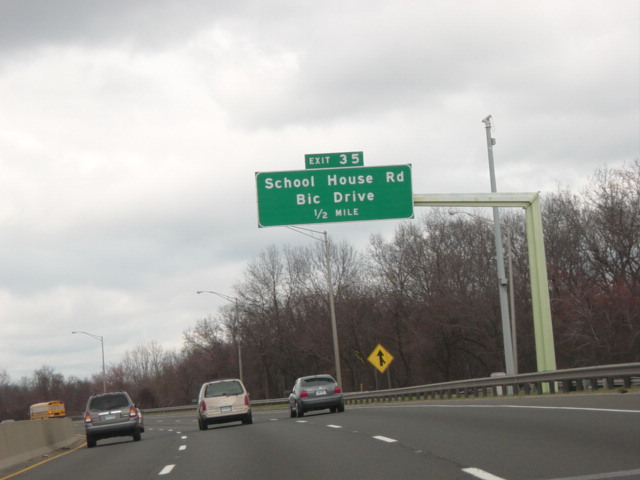 EXIT 35
School House Rd
Bic Drive
1/2 MILE